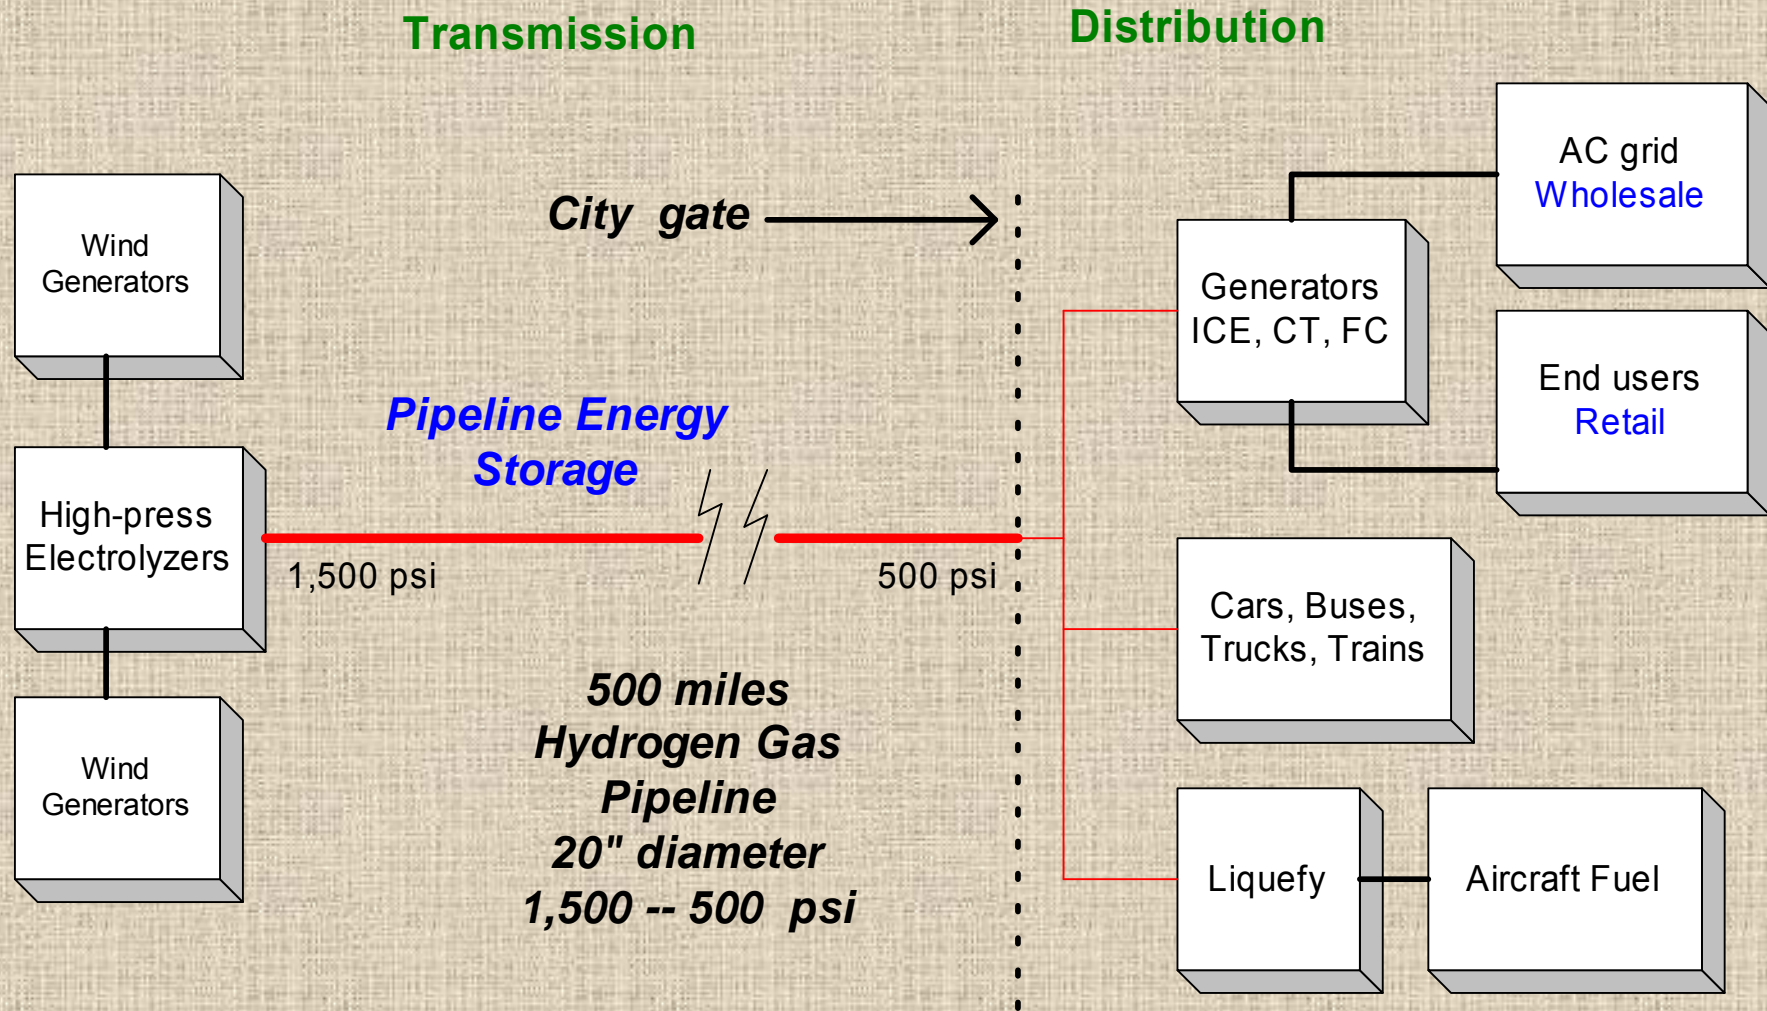 Transmission
Distribution
Wind
Generators
High-press
Electrolyzers
Wind
Generators
City gate
Pipeline Energy
Storage
1,500 psi
500 psi
500 miles
Hydrogen Gas
Pipeline
20" diameter
1,500 -- 500 psi
Generators
ICE, CT, FC
AC grid
Wholesale
End users
Retail
Cars, Buses,
Trucks, Trains
Liquefy
Aircraft Fuel